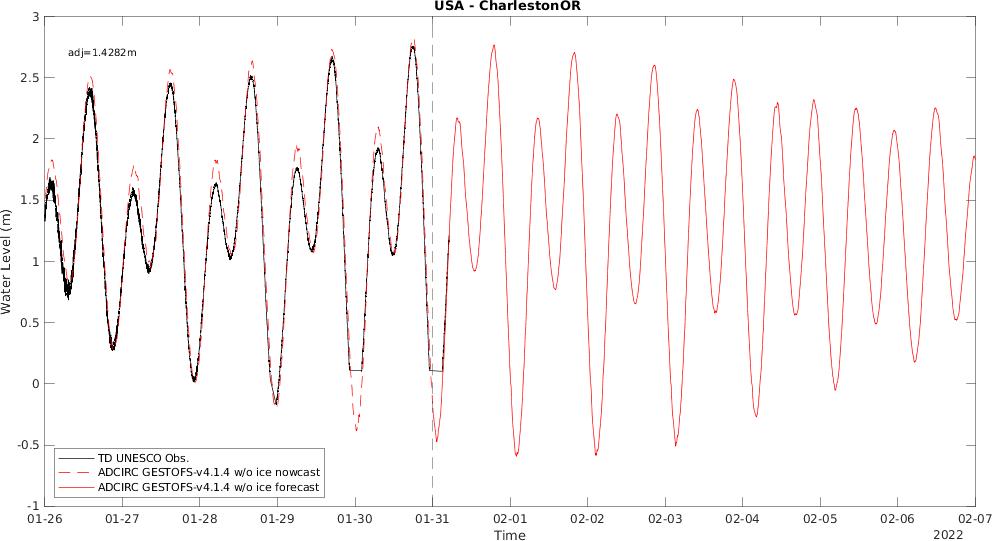 USA - CharlestonOR
adj=1.4282m
3
2.5
2
1.5
1
0.5
0
-0.5
-1
Water Level (m)
TD UNESCO Obs.
ADCIRC GESTOFS-v4.1.4 w/o ice nowcast
ADCIRC GESTOFS-v4.1.4 w/o ice forecast
01-26 01-27 01-28 01-29 01-30 01-31 02-01 02-02 02-03 02-04 02-05 02-06 02-07
Time
2022